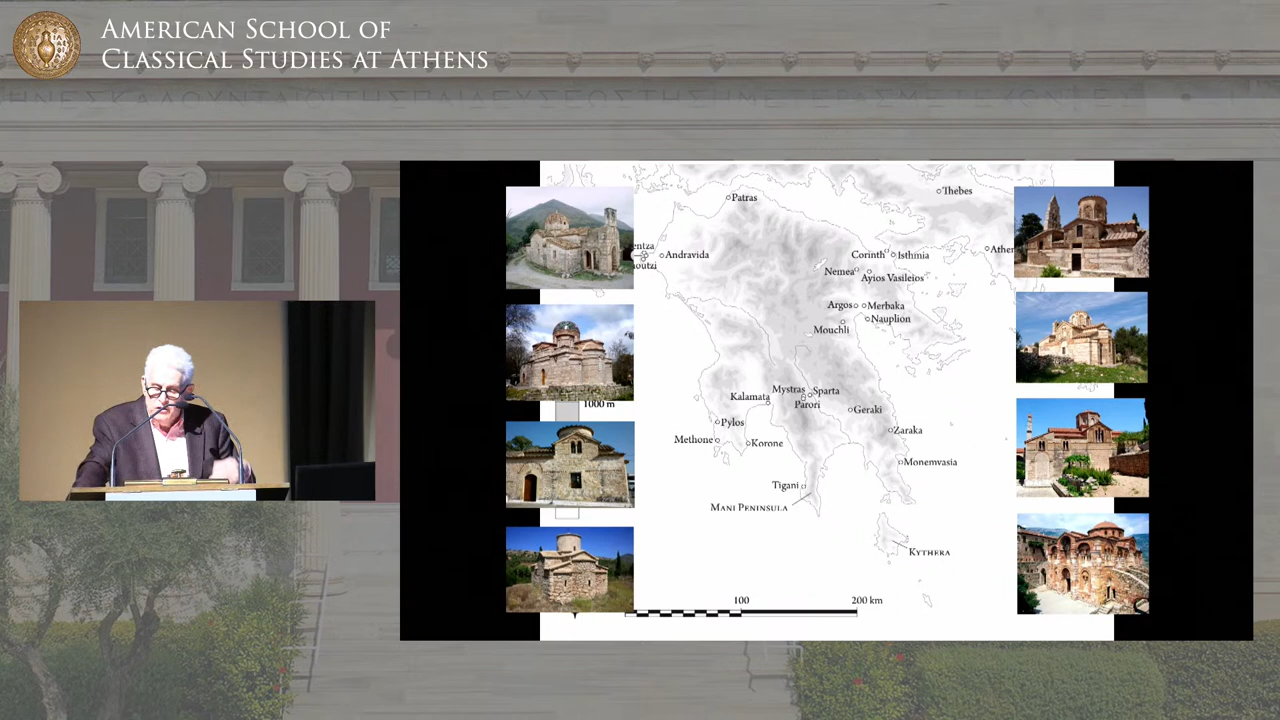 AMERICAN SCHOOL OF
CLASSICAL STUDIES AT ATHENS
Patras
Thebes
entza
outzi
Andravida
Corinth
Isthmia
Athen
Nemea
Ayios Vasileios
Argos
Merbaka
Nauplion
Mouchli
Mystras
Sparta
Kalamata
Parori
Geraki
1000 m
Pylos
Zaraka
Methone
Korone
Monemvasia
Tigani
MANI PENINSULA
KYTHERA
100
200 km